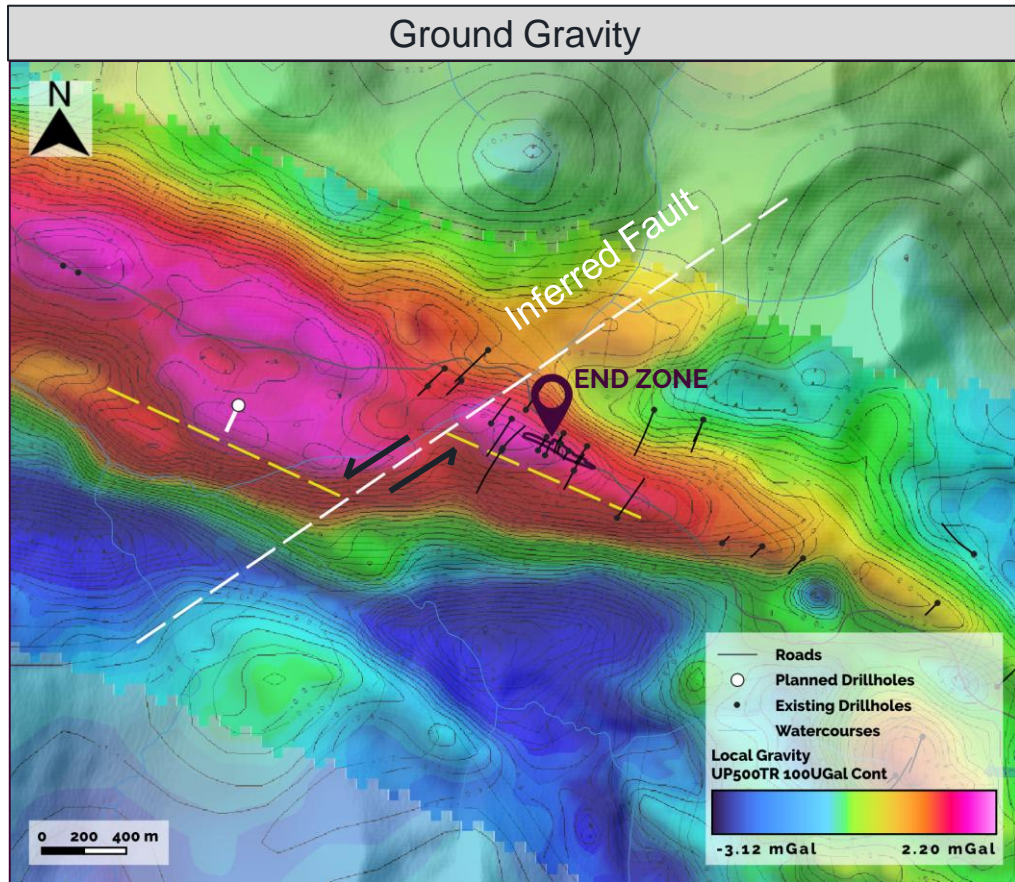 Ground Gravity
N
Inferred Fault
END ZONE
Roads
Planned Drillholes
Existing Drillholes
Watercourses
Local Gravity
UP500TR 100UGal Cont
-3.12 mGal 2.20 mGal
0 200 400 m